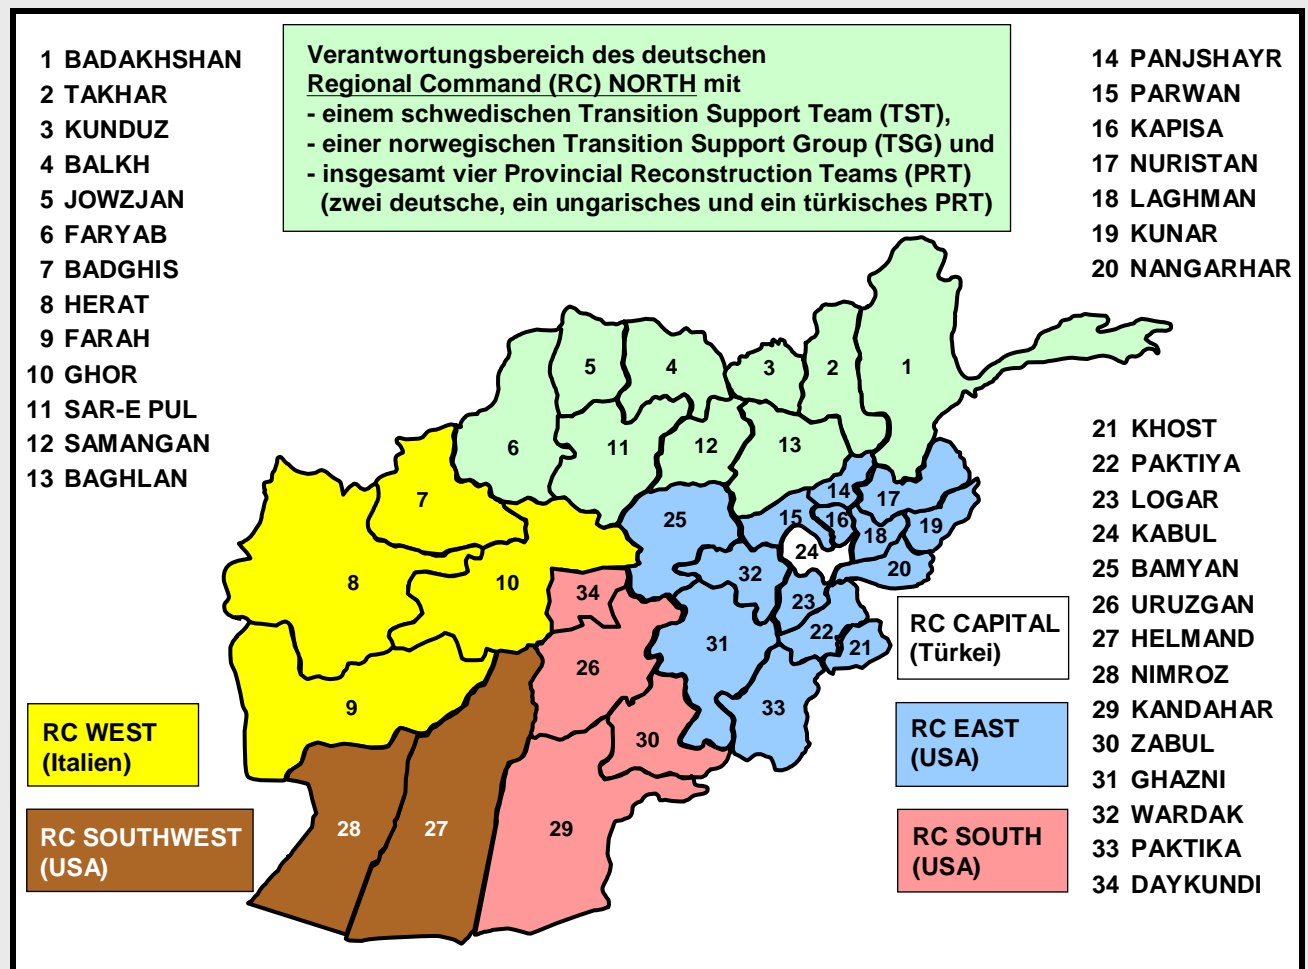 1 BADAKHSHAN
2 TAKHAR
3 KUNDUZ
4 BALKH
5 JOWZJAN
6 FARYAB
7 BADGHIS
8 HERAT
9 FARAH
10 GHOR
11 SAR-E PUL
12 SAMANGAN
13 BAGHLAN
Verantwortungsbereich des deutschen
Regional Command (RC) NORTH mit
- einem schwedischen Transition Support Team (TST),
- einer norwegischen Transition Support Group (TSG) und
- insgesamt vier Provincial Reconstruction Teams (PRT)
(zwei deutsche, ein ungarisches und ein türkisches PRT)
14 PANJSHAYR
15 PARWAN
16 KAPISA
17 NURISTAN
18 LAGHMAN
19 KUNAR
20 NANGARHAR
21 KHOST
22 PAKTIYA
23 LOGAR
24 KABUL
25 BAMYAN
26 URUZGAN
27 HELMAND
28 NIMROZ
29 KANDAHAR
30 ZABUL
31 GHAZNI
32 WARDAK
33 PAKTIKA
34 DAYKUNDI
5
4
3
2
1
6
11
12
13
7
25
15
14
16
17
18
19
24
20
8
10
34
32
23
22
21
31
26
9
30
33
28
27
29
RC WEST
(Italien)
RC SOUTHWEST
(USA)
RC CAPITAL
(Türkei)
RC EAST
(USA)
RC SOUTH
(USA)